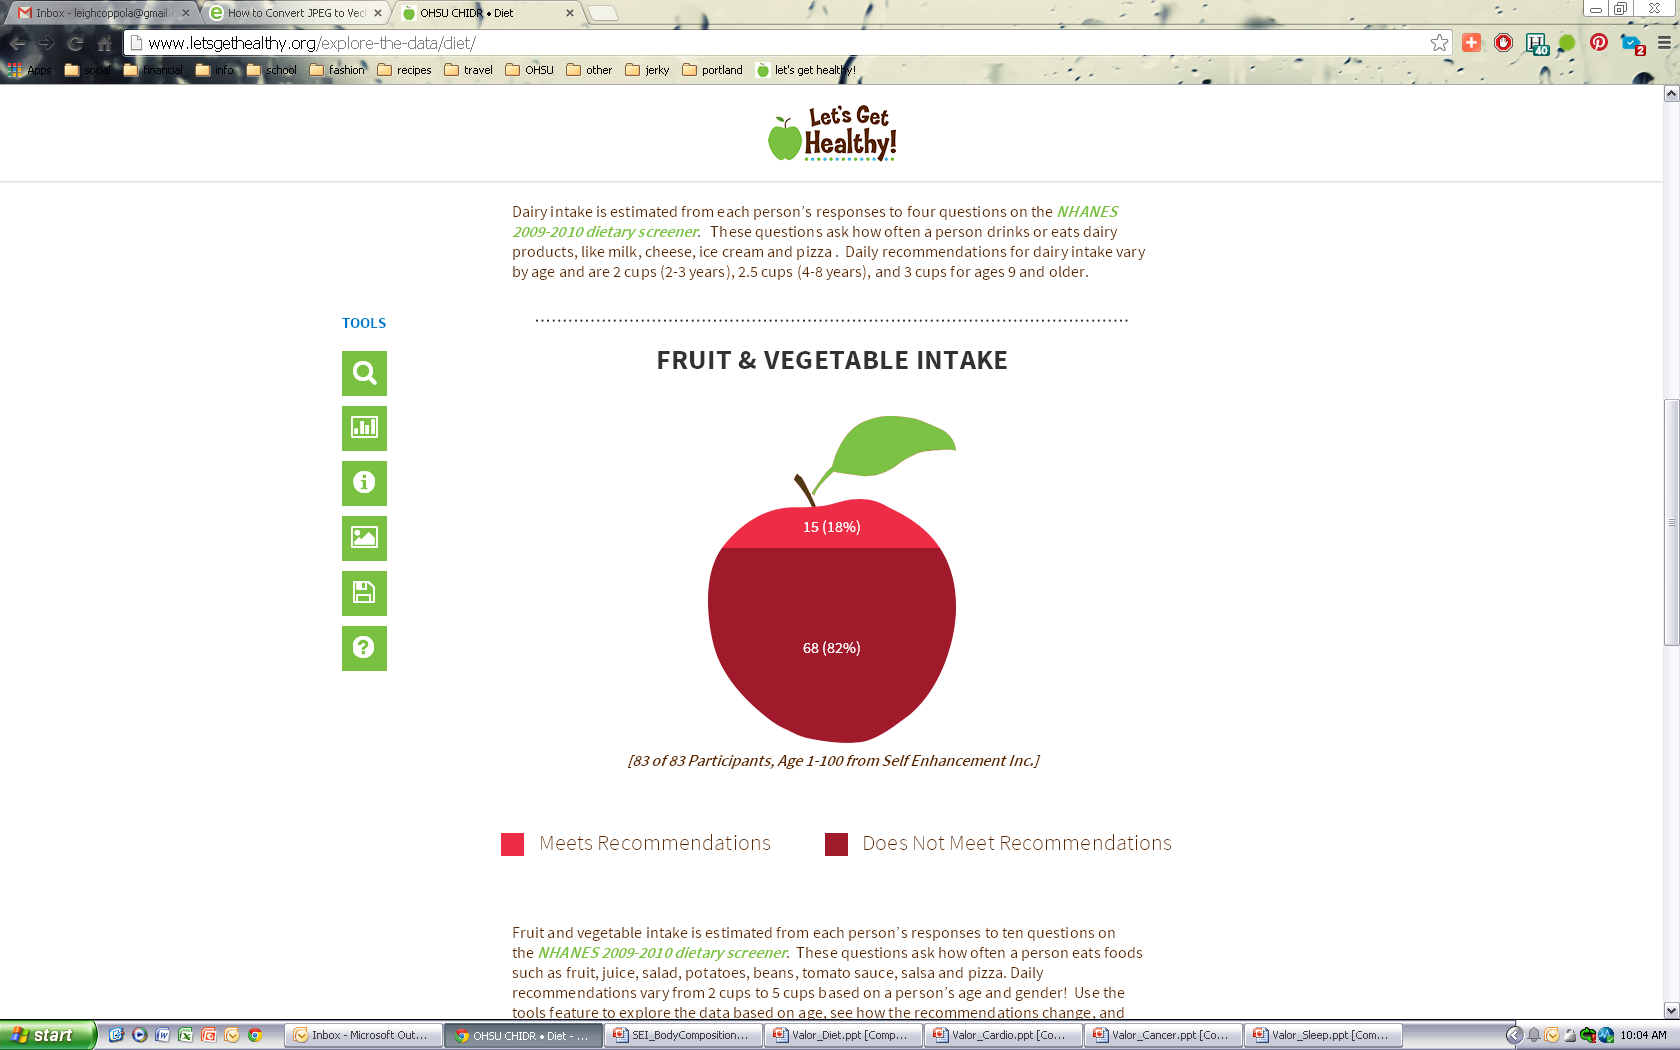 Inbox - leighcoppola@gmail.
How to Convert JPEG to Vec
OHSU CHIDR • Diet
www.letsgethealthy.org/explore-the-data/diet/
40
2
Apps social financial info school fashion recipes travel OHSU other jerky portland let's get healthy!
Let's Get
Healthy!
Dairy intake is estimated from each person's responses to four questions on the NHANES
2009-2010 dietary screener. These questions ask how often a person drinks or eats dairy
products, like milk, cheese, ice cream and pizza . Daily recommendations for dairy intake vary
by age and are 2 cups (2-3 years), 2.5 cups (4-8 years), and 3 cups for ages 9 and older.
TOOLS
FRUIT & VEGETABLE INTAKE
15 (18%)
68 (82%)
[83 of 83 Participants, Age 1-100 from Self Enhancement Inc.]
Meets Recommendations
Does Not Meet Recommendations
Fruit and vegetable intake is estimated from each person's responses to ten questions on
the NHANES 2009-2010 dietary screener. These questions ask how often a person eats foods
such as fruit, juice, salad, potatoes, beans, tomato sauce, salsa and pizza. Daily
recommendations vary from 2 cups to 5 cups based on a person's age and gender! Use the
tools feature to explore the data based on age, see how the recommendations change, and
start
Inbox - Microsoft Out...
OHSU CHIDR • Diet - ...
SEI_BodyComposition...
Valor_Diet.ppt [Comp...
Valor_Cardio.ppt [Co...
Valor_Cancer.ppt [Co...
Valor_Sleep.ppt [Com...
10:04 AM